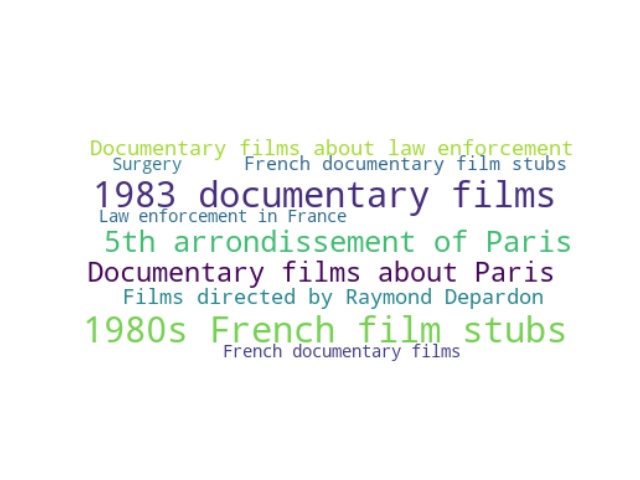 Documentary films about law enforcement
Surgery
French documentary film stubs
1983 documentary films
Law enforcement in France
5th arrondissement of Paris
Documentary films about Paris
Films directed by Raymond Depardon
1980s French film stubs
French documentary films